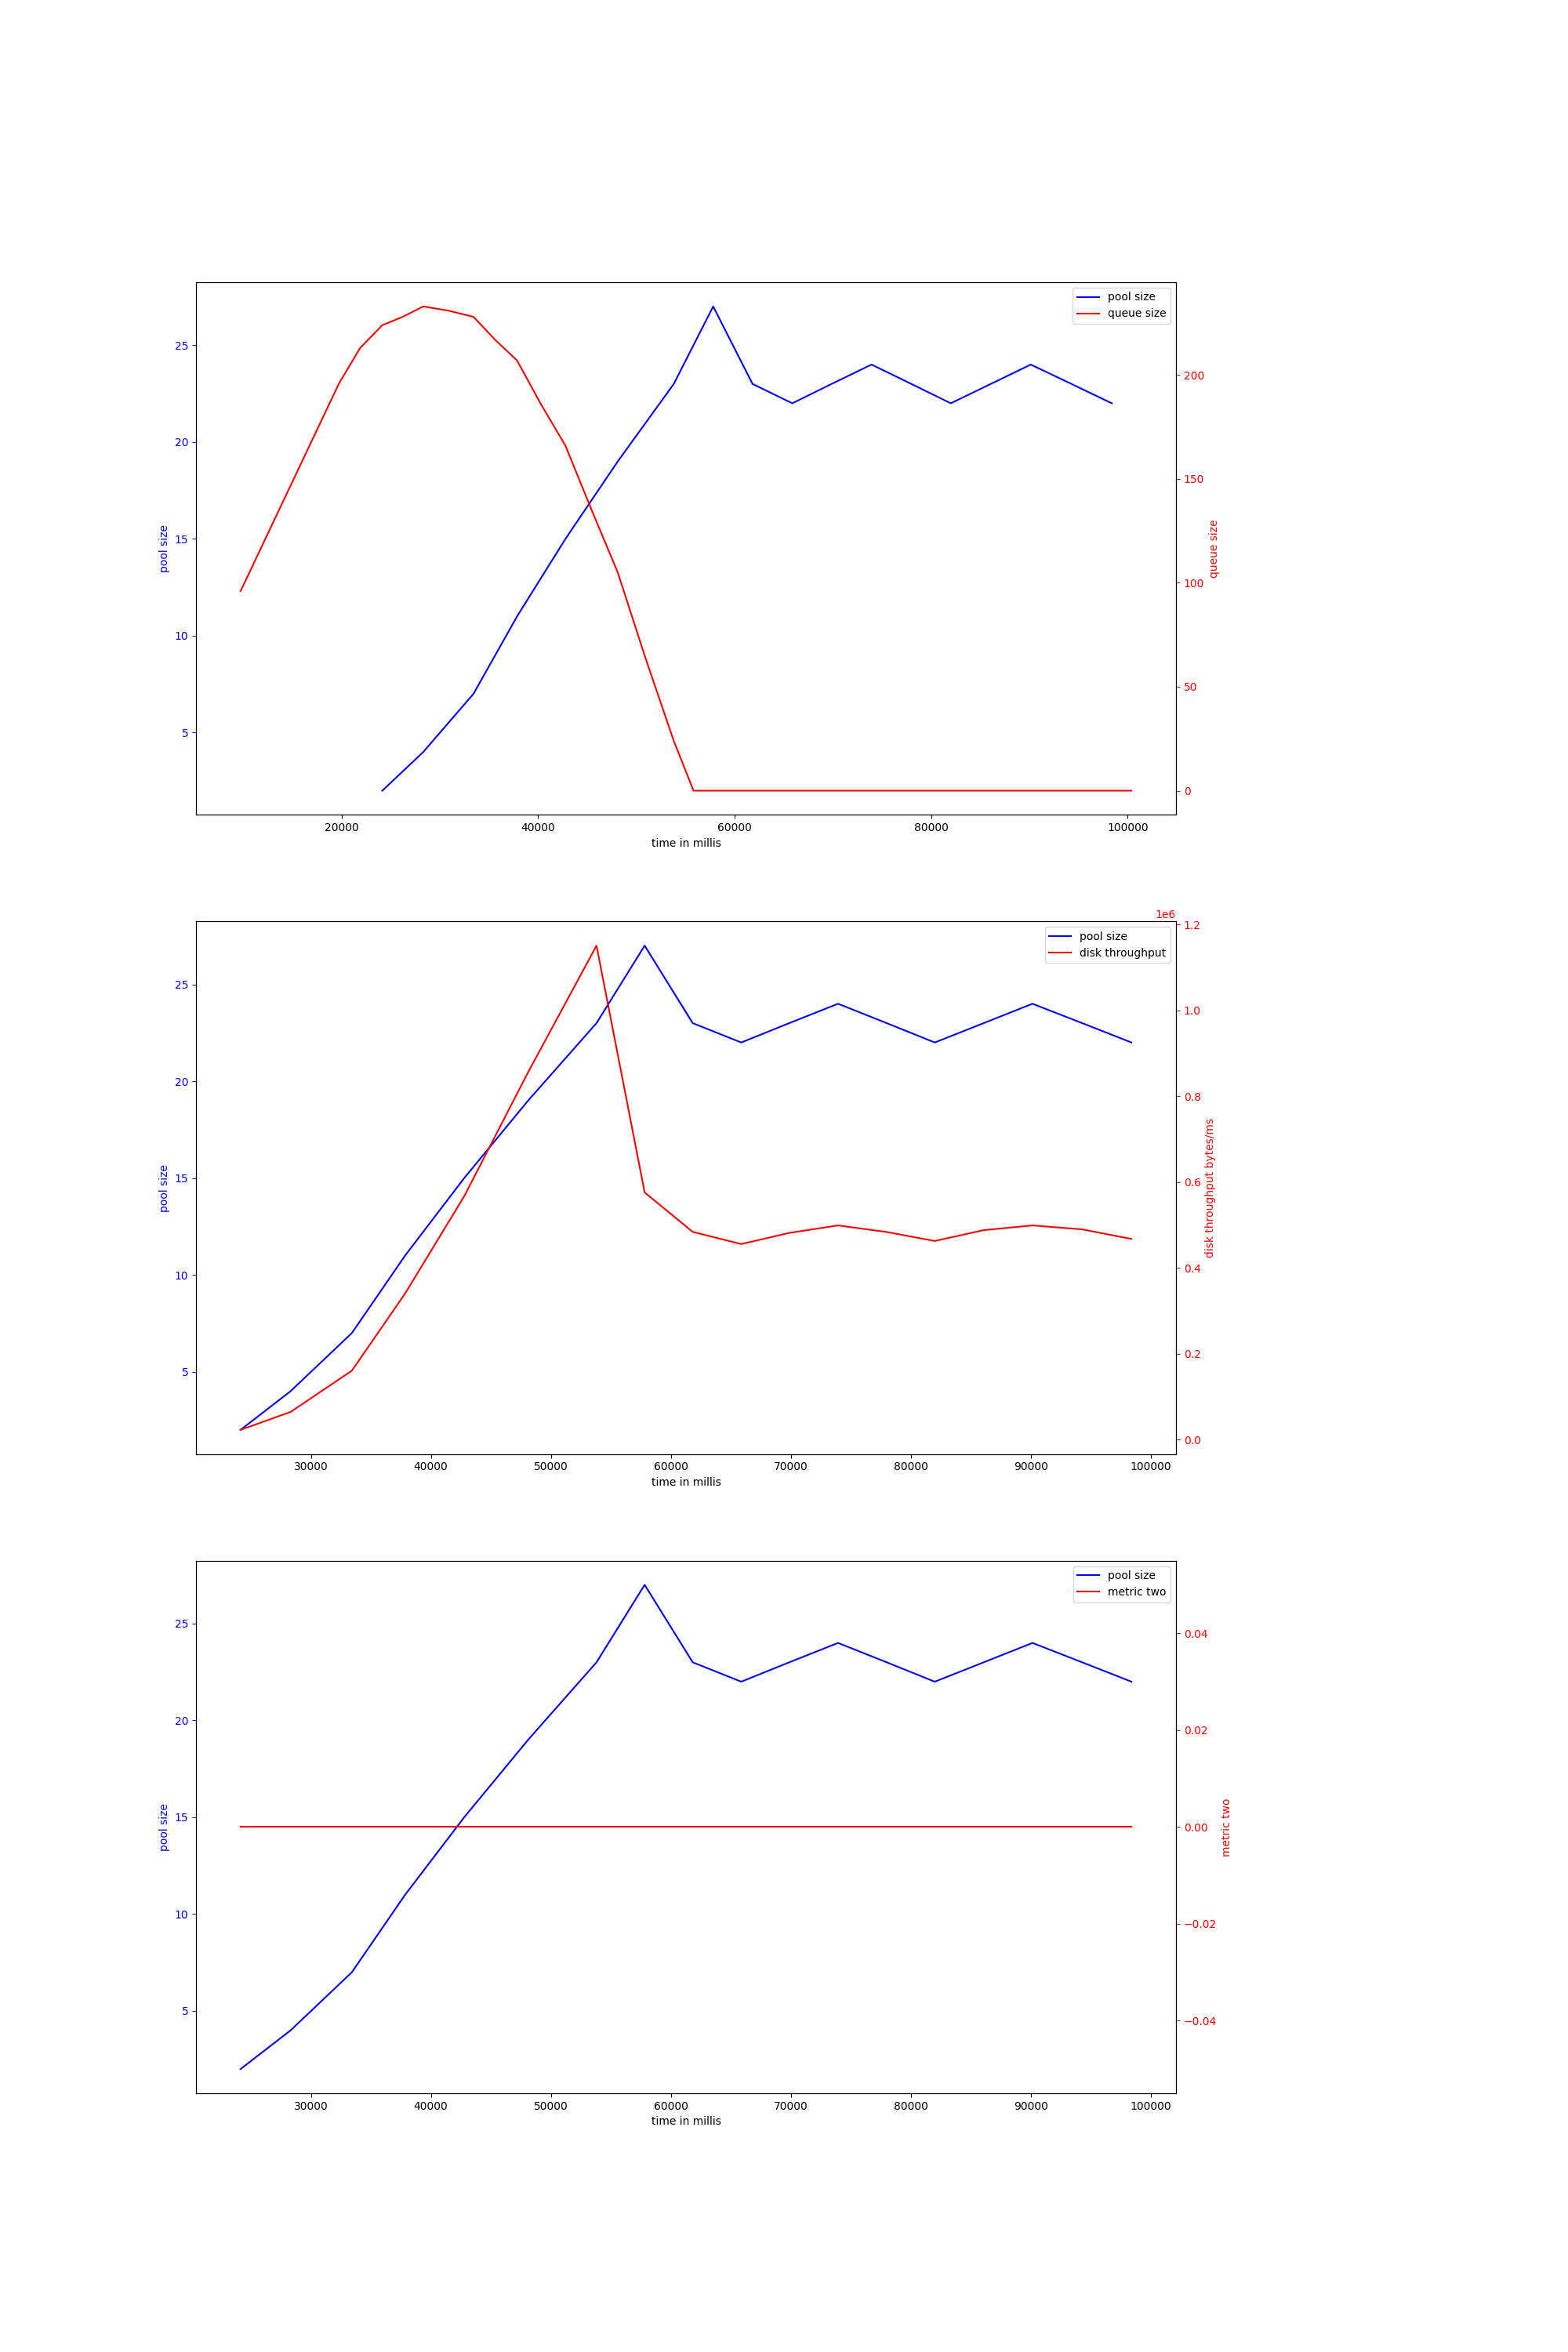 pool size
queue size
25
20
15
10
5
200
150
100
50
0
pool size
queue size
20000 40000 60000 80000 100000
time in millis
1e6
pool size
disk throughput
25
20
15
10
5
1.2
1.0
0.8
0.6
0.4
0.2
0.0
pool size
disk throughput bytes/ms
30000 40000 50000 60000 70000 80000 90000 100000
time in millis
pool size
metric two
25
20
15
10
5
0.04
0.02
0.00
−0.02
−0.04
pool size
metric two
30000 40000 50000 60000 70000 80000 90000 100000
time in millis